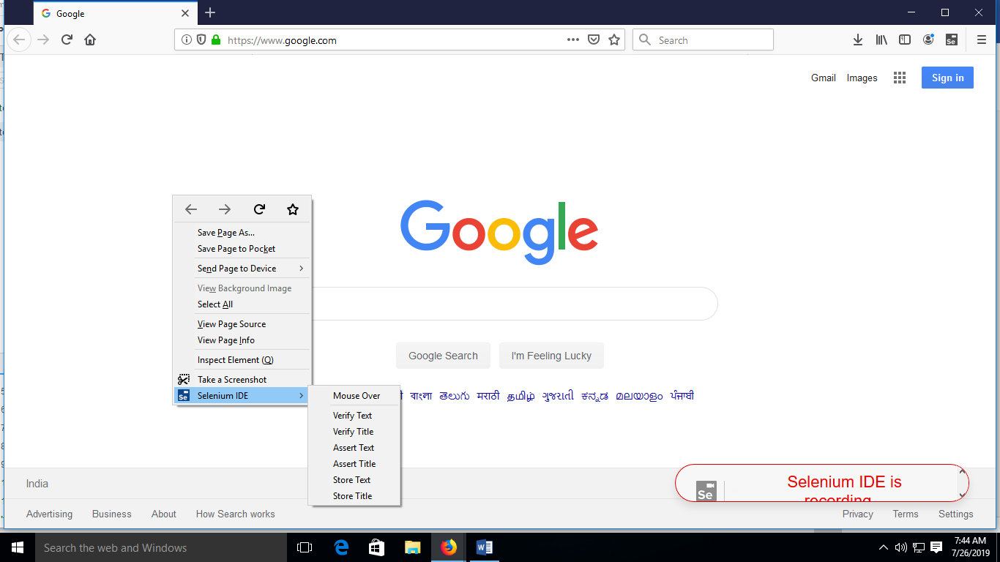 Google
https://www.google.com
Search
Se
Gmail Images
Sign in
Google
Save Page As...
Save Page to Pocket
Send Page to Device
View Background Image
Select All
View Page Source
View Page Info
Inspect Element (Q)
Take a Screenshot
Se Selenium IDE
Mouse Over
Verify Text
Verify Title
Assert Text
Assert Title
Store Text
Store Title
Google Search
I'm Feeling Lucky
বাংলা తెలుగు मराठी தமிழ் ગુજરાતી ಕನ್ನಡ മലയാളം ਪੰਜਾਬੀ
India
Se
Selenium IDE is
recording
Advertising Business About How Search works
Privacy Terms Settings
Search the web and Windows
7:44 AM
7/26/2019